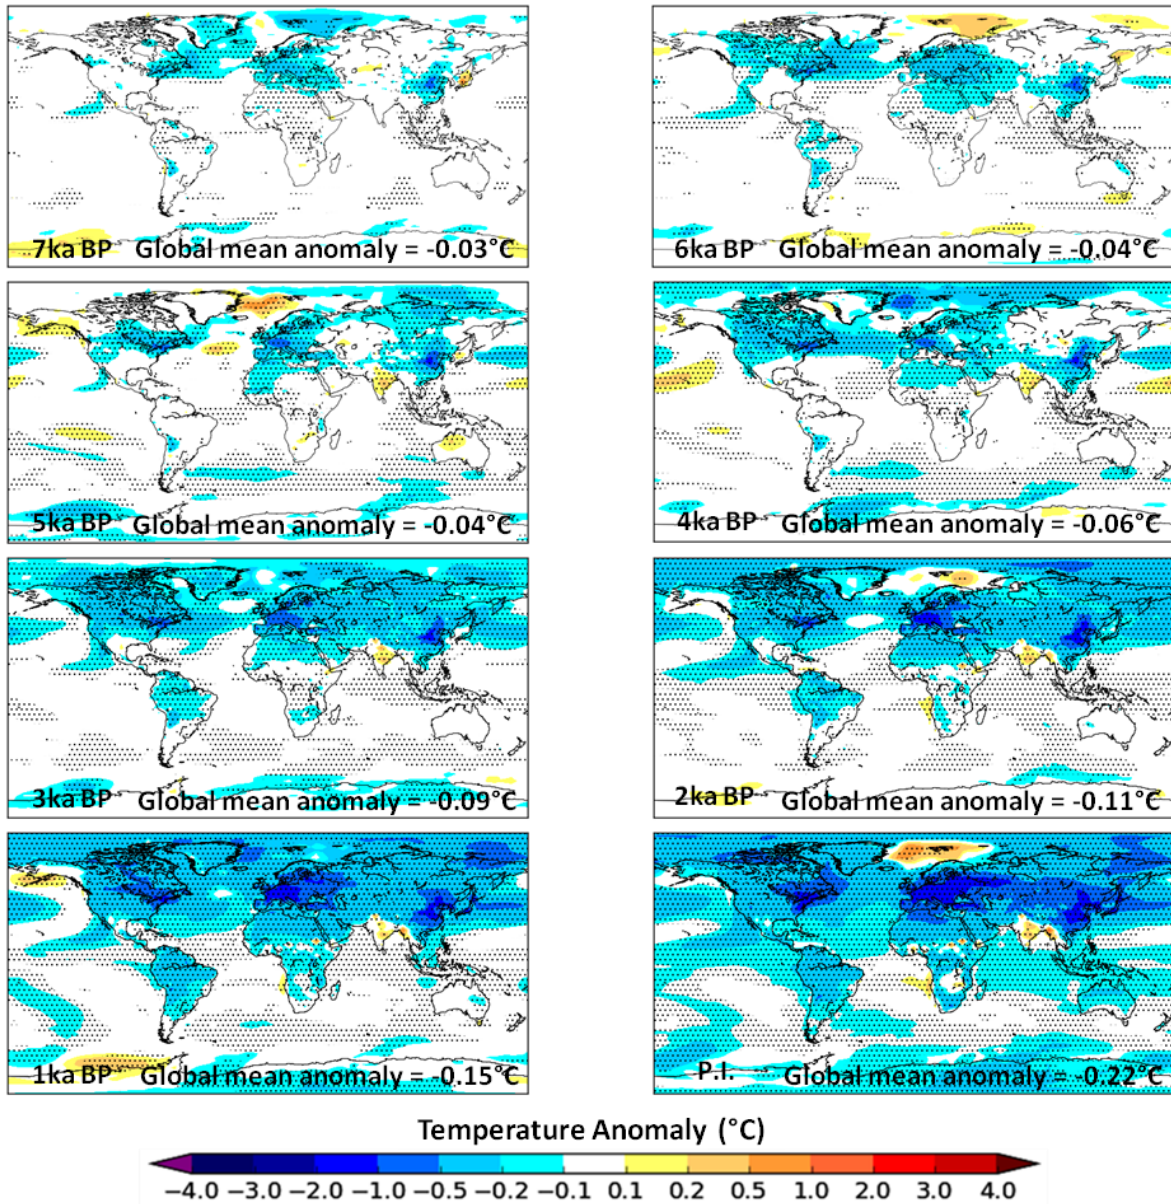 7ka BP Global mean anomaly = -0.03°C
6ka BP Global mean anomaly = -0.04°C
5ka BP Global mean anomaly = -0.04°C
4ka BP Global mean anomaly = -0.06°C
3ka BP Global mean anomaly = -0.09°C
2ka BP Global mean anomaly = -0.11°C
1ka BP Global mean anomaly = -0.15°C
P.I. Global mean anomaly = -0.22°C
Temperature Anomaly (°C)
−4.0 −3.0 −2.0 −1.0 −0.5 −0.2 −0.1 0.1 0.2 0.5 1.0 2.0 3.0 4.0